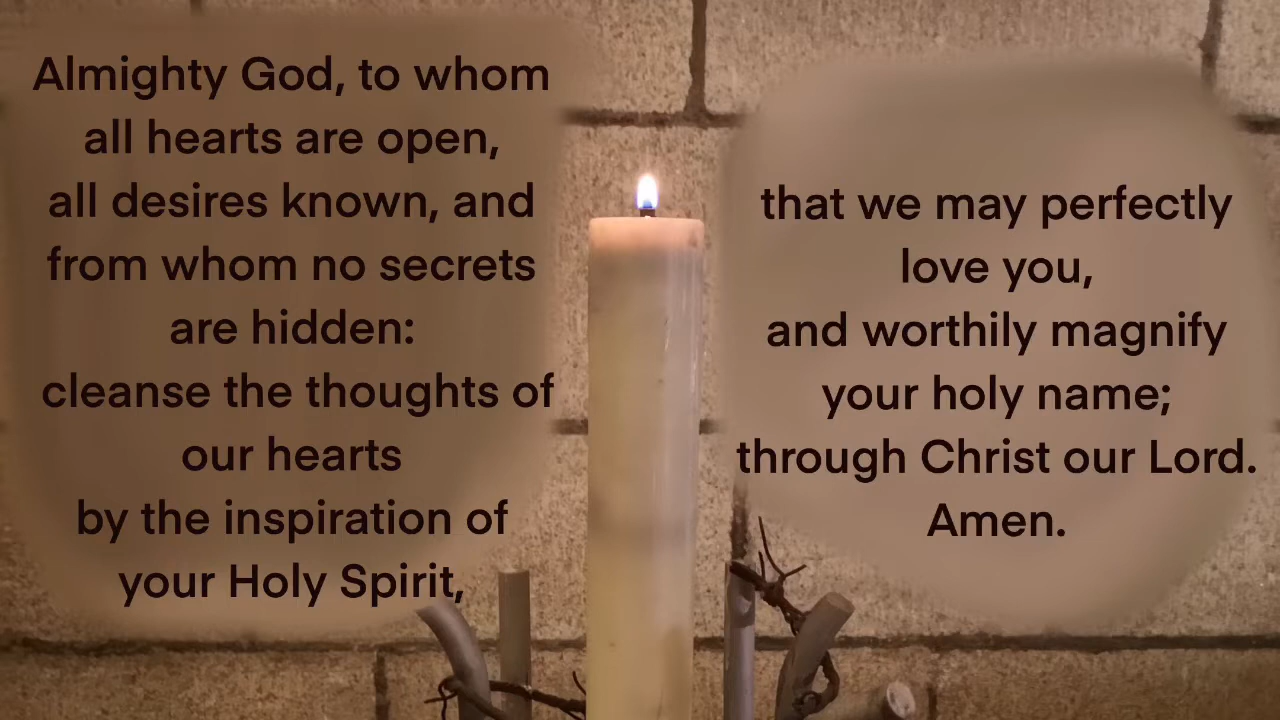 Almighty God, to whom
all hearts are open,
all desires known, and
from whom no secrets
are hidden:
cleanse the thoughts of
our hearts
by the inspiration of
your Holy Spirit,
that we may perfectly
love you,
and worthily magnify
your holy name;
through Christ our Lord.
Amen.